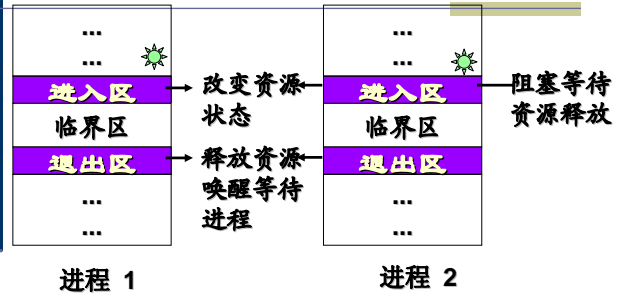 ...
...
进入区
临界区
退出区
...
...
进程 1
改变资源
状态
释放资源
唤醒等待
进程
...
...
进入区
临界区
退出区
...
...
进程 2
阻塞等待
资源释放